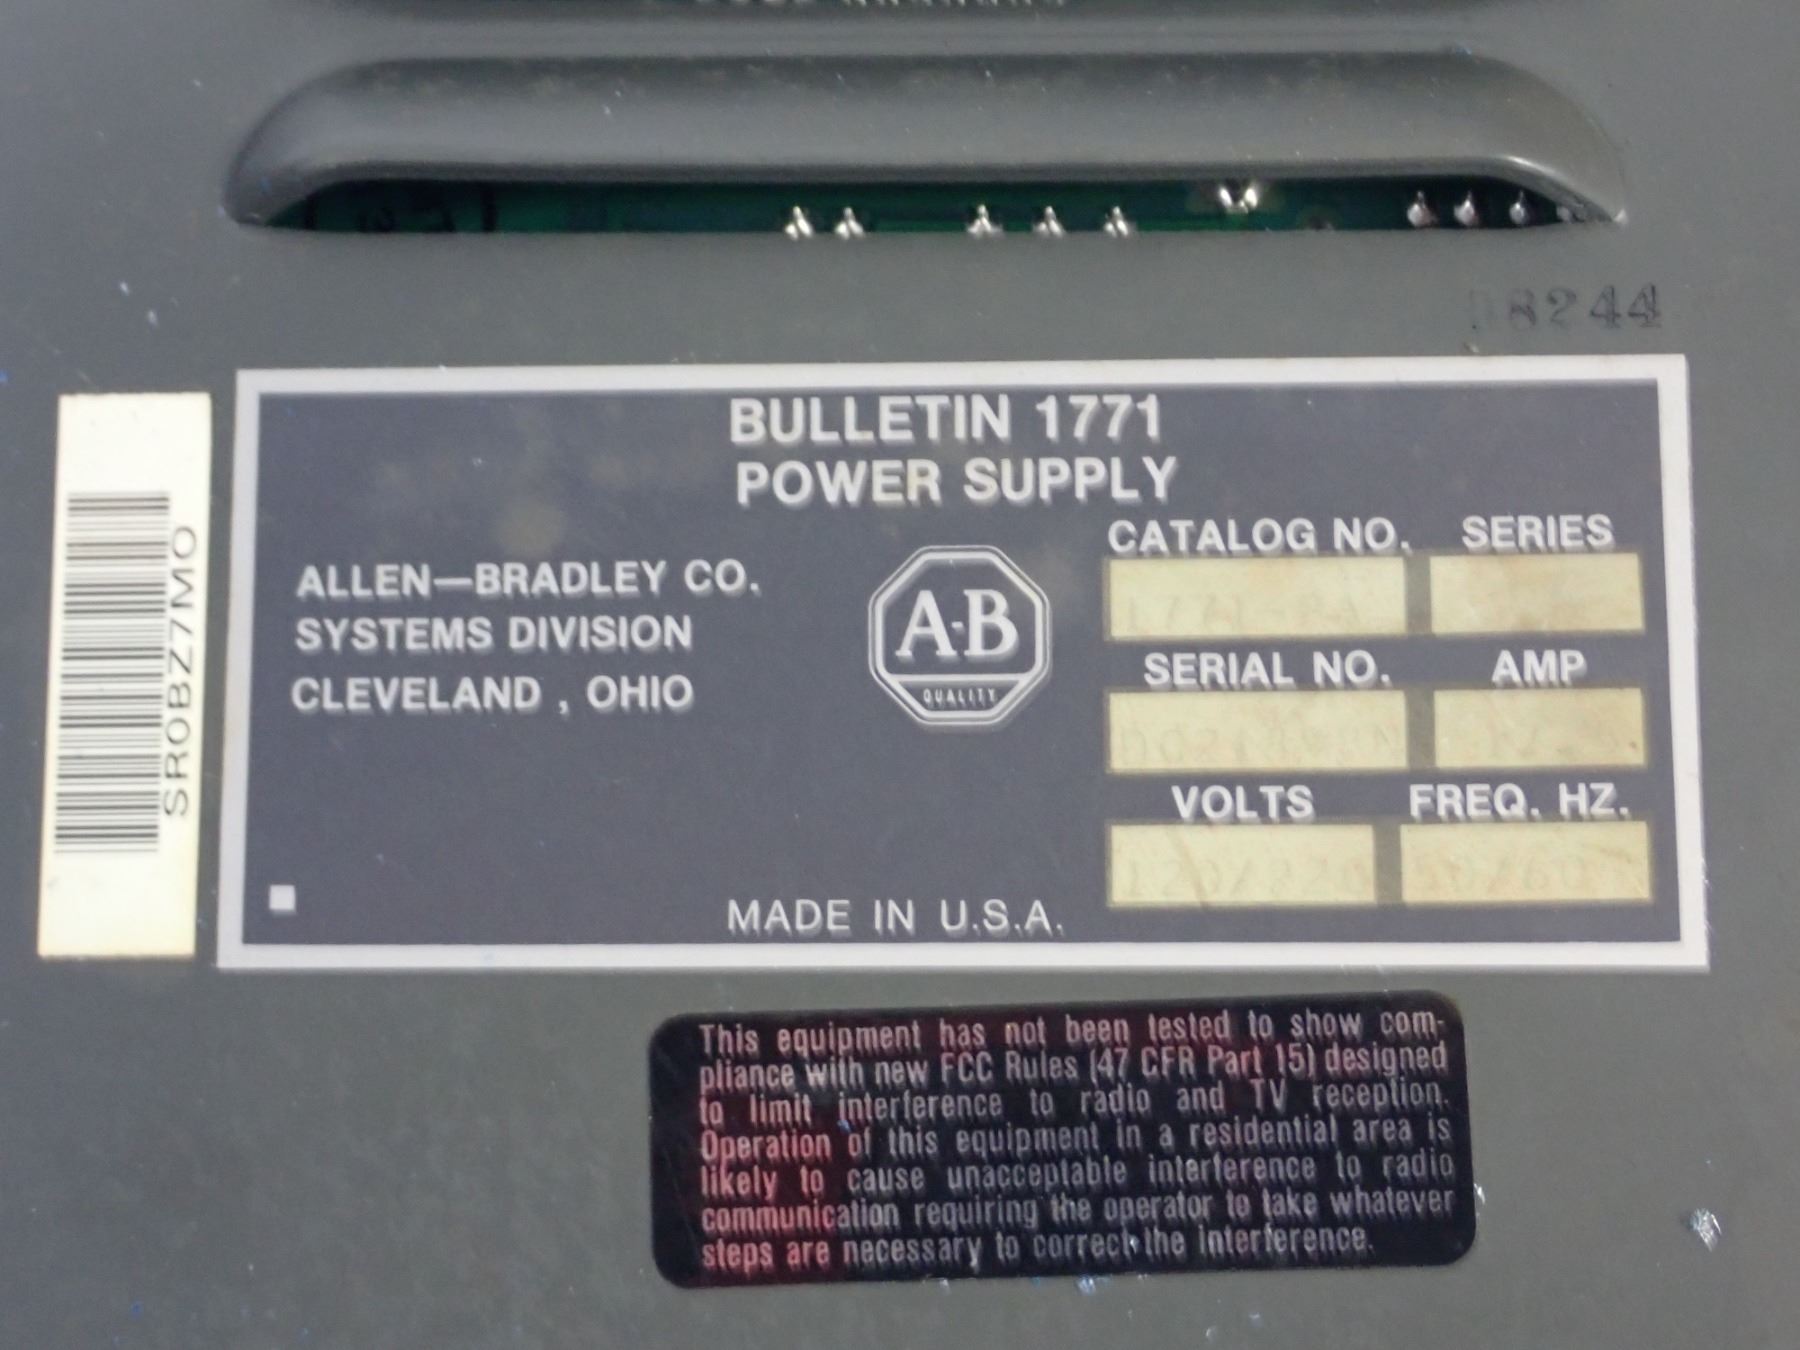 8244
BULLETIN 1771
POWER SUPPLY
CATALOG NO. SERIES
ALLEN—BRADLEY CO.
SYSTEMS DIVISION
CLEVELAND , OHIO
A-B
QUALITY
SERIAL NO. AMP
VOLTS FREQ. HZ.
120/220
MADE IN U.S.A.
SR0BZ7MO
This equipment has not been tested to show com-
pliance with new FCC Rules (47 CFR Part 15) designed
to limit interference to radio and TV reception.
Operation of this equipment in a residential area is
likely to cause unacceptable interference to radio
communication requiring the operator to take whatever
steps are necessary to correct the interference.